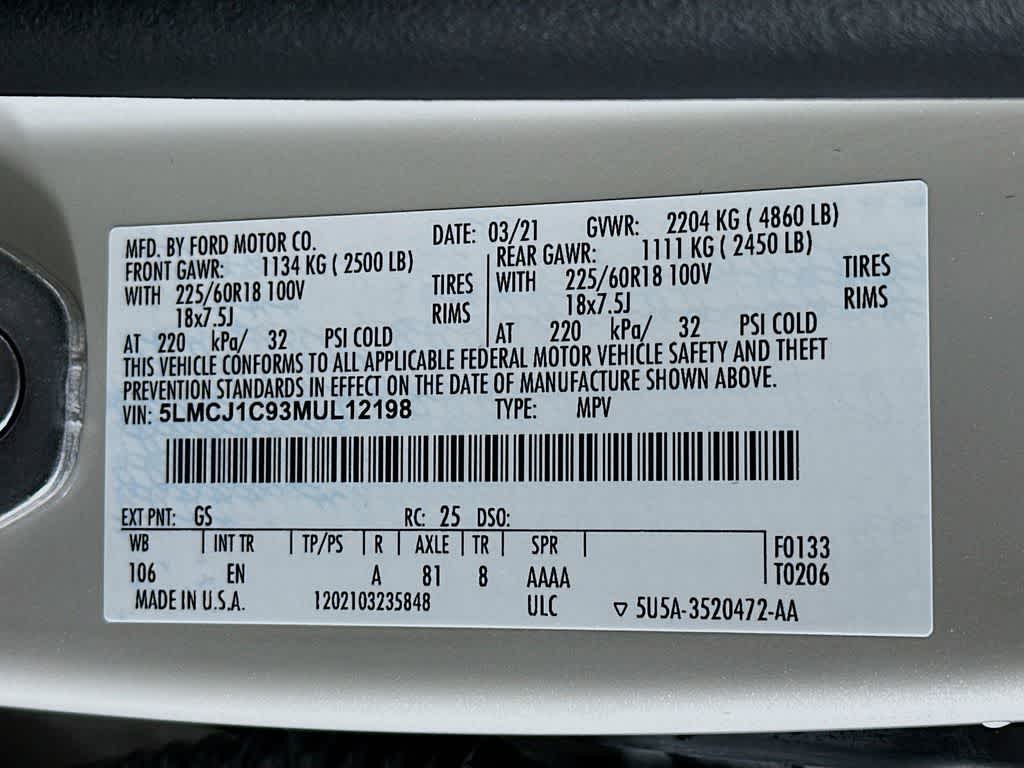 MFD. BY FORD MOTOR CO. DATE: 03/21 GVWR: 2204 KG ( 4860 LB)
FRONT GAWR: 1134 KG ( 2500 LB) REAR GAWR: 1111 KG ( 2450 LB)
WITH 225/60R18 100V TIRES WITH 225/60R18 100V TIRES
18x7.5J RIMS 18x7.5J RIMS
AT 220 kPa/ 32 PSI COLD AT 220 kPa/ 32 PSI COLD
THIS VEHICLE CONFORMS TO ALL APPLICABLE FEDERAL MOTOR VEHICLE SAFETY AND THEFT
PREVENTION STANDARDS IN EFFECT ON THE DATE OF MANUFACTURE SHOWN ABOVE.
VIN: 5LMCJ1C93MUL12198 TYPE: MPV
EXT PNT: GS RC: 25 DSO:
WB INT TR TP/PS R AXLE TR SPR F0133
106 EN A 81 8 AAAA T0206
MADE IN U.S.A. 1202103235848 ULC ▽ 5U5A-3520472-AA